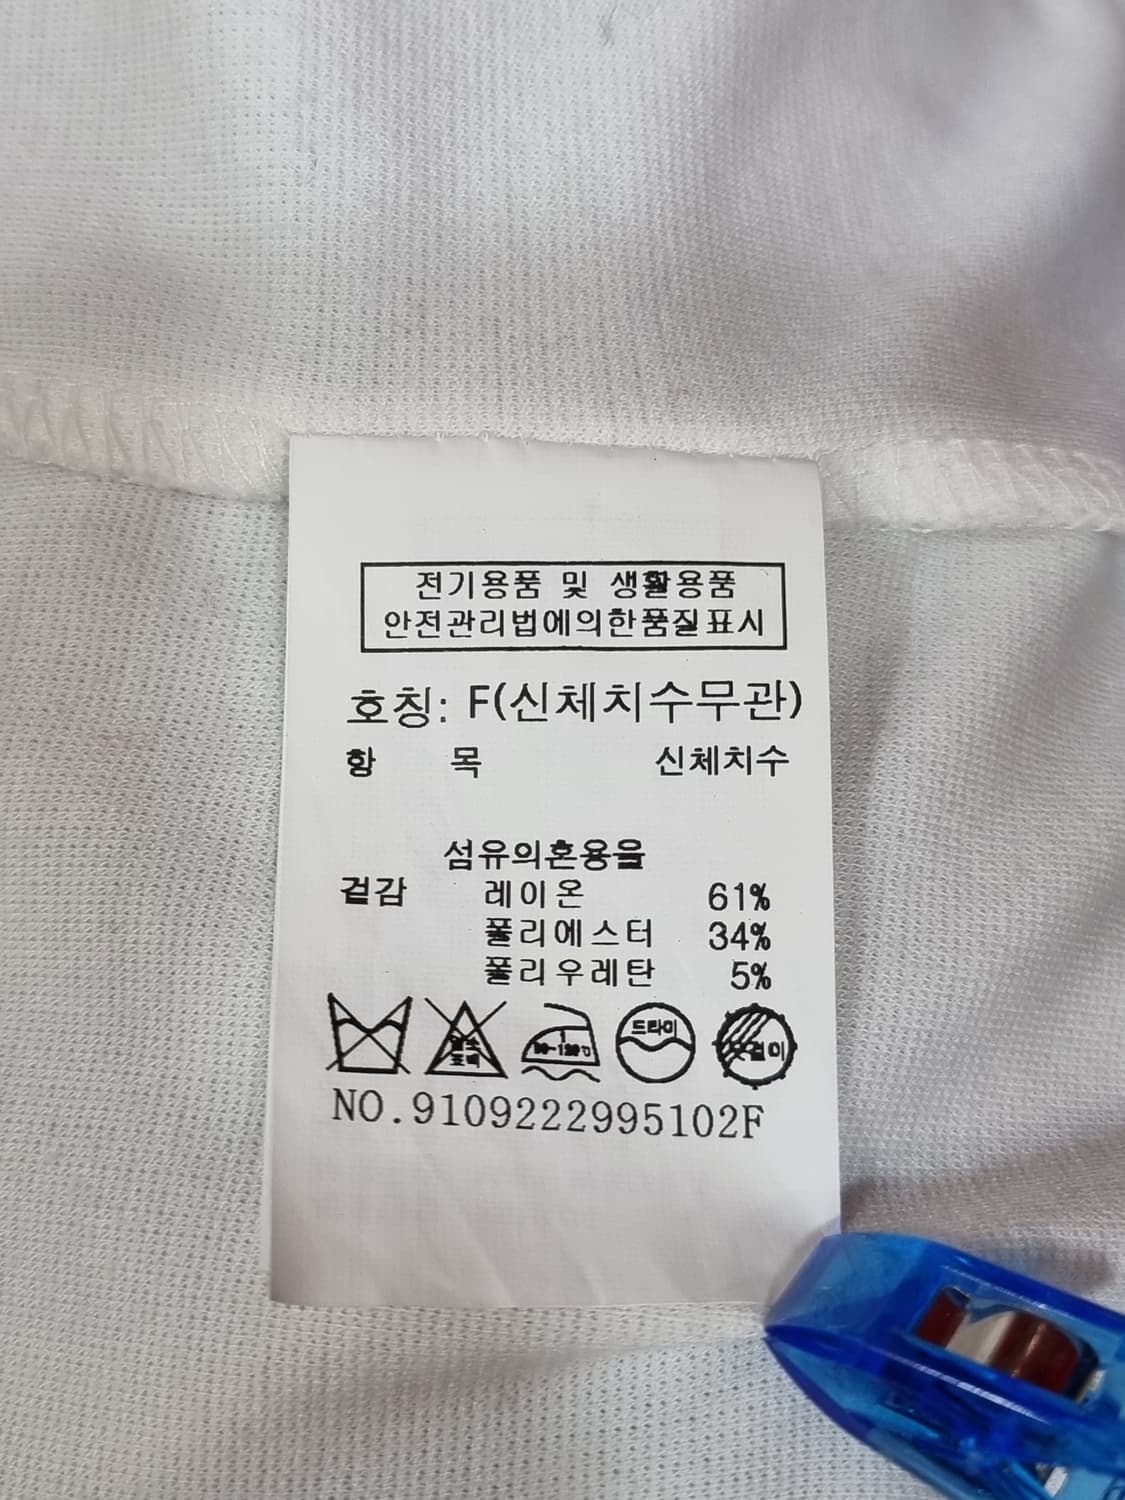 전기용품 및 생활용품
안전관리법에의한품질표시
호칭: F(신체치수무관)
항 목 신체치수
섬유의혼용율
겉감 레이온 61%
폴리에스터 34%
폴리우레탄 5%
드라이
NO.9109222995102F